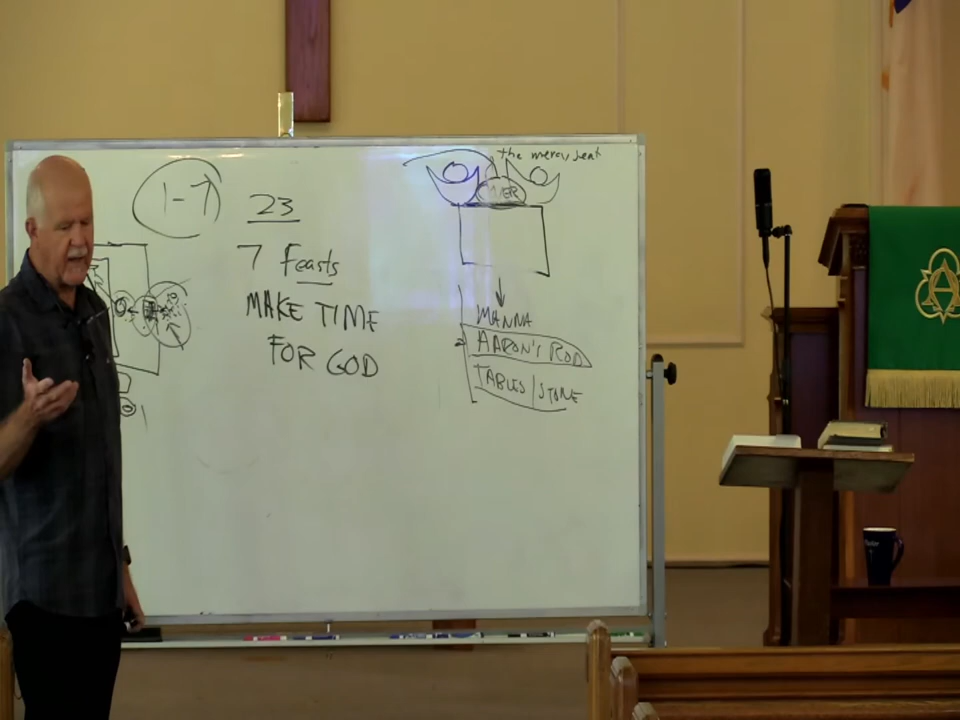 1-7
23
7 Feasts
MAKE TIME
FOR GOD
the mercy seat
MANNA
AARON'S ROD
TABLES/STONE